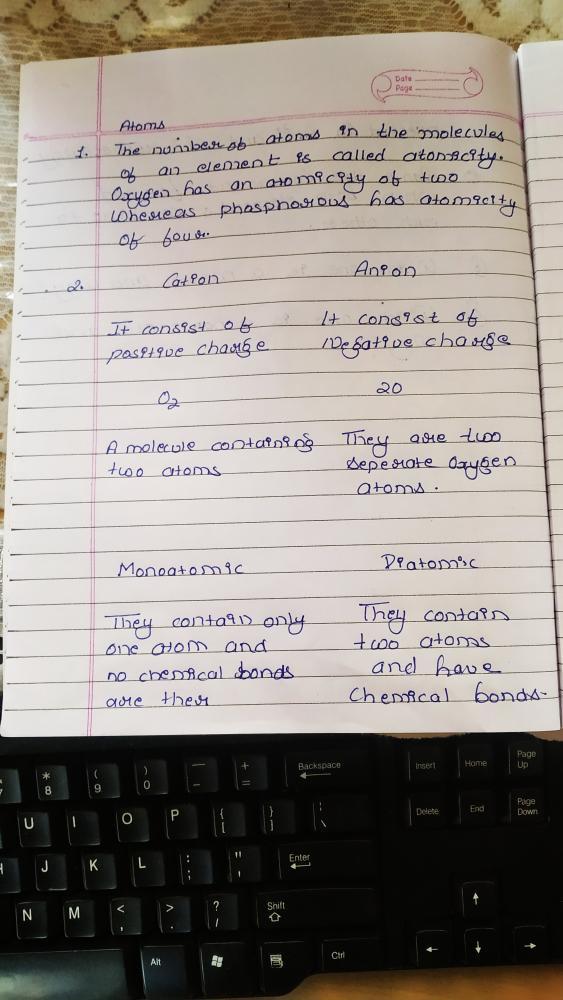 Date
Page
Atoms
1. The number of atoms in the molecules
of an element is called atomicity.
Oxygen has an atomicity of two
whereas phosphorous has atomicity
of four.
2. Cation Anion
It consist of It consist of
positive charge Negative charge
O₂ 2O
A molecule containing They are two
two atoms seperate Oxygen
atoms.
Monoatomic Diatomic
They contain only They contain
one atom and two atoms
no chemical bonds and have
are ther Chemical bonds.
* 8 ( 9 ) 0 — - + = Backspace Insert Home Page Up
U I O P { [ } ] | \ Delete End Page Down
J K L : ; " ' Enter
N M < , > . ? / Shift
Alt Ctrl